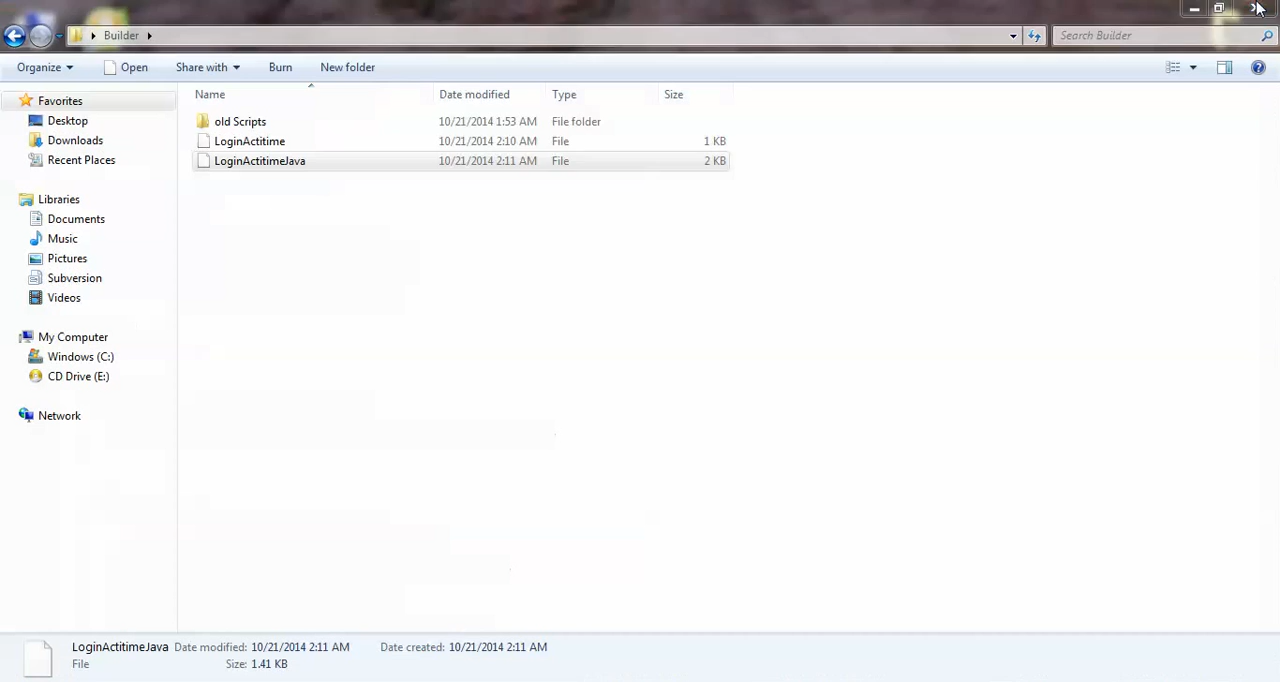 Builder
Search Builder
Organize Open Share with Burn New folder
Name Date modified Type Size
Favorites
Desktop
Downloads
Recent Places
Libraries
Documents
Music
Pictures
Subversion
Videos
My Computer
Windows (C:)
CD Drive (E:)
Network
old Scripts 10/21/2014 1:53 AM File folder
LoginActitime 10/21/2014 2:10 AM File 1 KB
LoginActitimeJava 10/21/2014 2:11 AM File 2 KB
LoginActitimeJava Date modified: 10/21/2014 2:11 AM Date created: 10/21/2014 2:11 AM
File Size: 1.41 KB